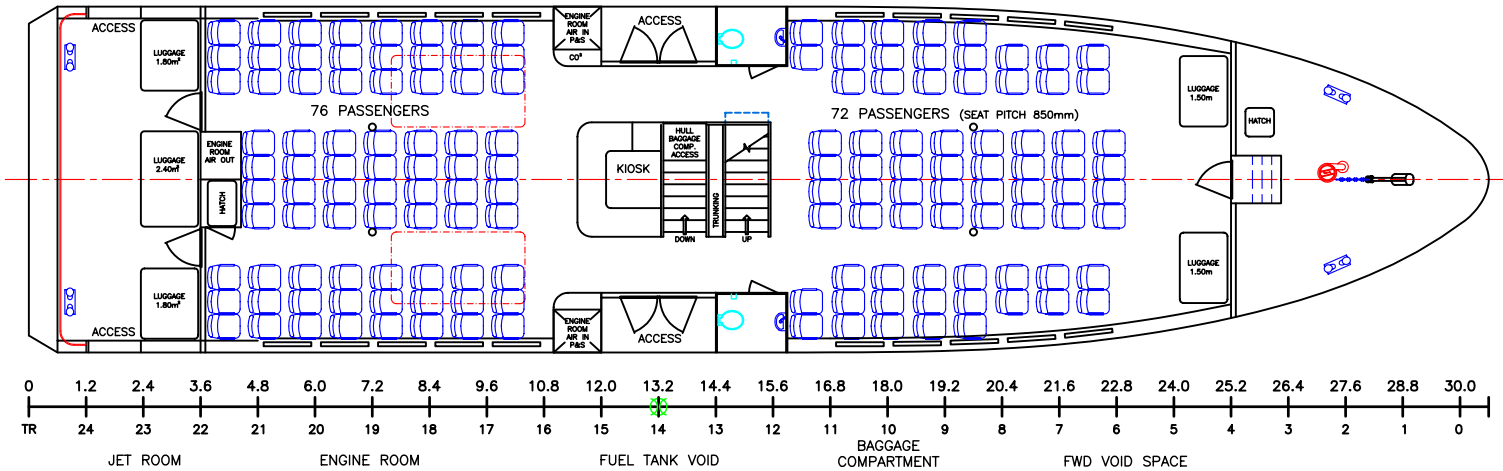 ACCESS
LUGGAGE
1.80m²
ENGINE
ROOM
AIR IN
P&S
CO²
ACCESS
76 PASSENGERS
72 PASSENGERS (SEAT PITCH 850mm)
LUGGAGE
1.50m
HATCH
LUGGAGE
2.40m²
ENGINE
ROOM
AIR OUT
HATCH
KIOSK
HULL
BAGGAGE
COMP.
ACCESS
TRUNKING
DOWN
UP
LUGGAGE
1.80m²
ACCESS
ENGINE
ROOM
AIR IN
P&S
ACCESS
LUGGAGE
1.50m
0 1.2 2.4 3.6 4.8 6.0 7.2 8.4 9.6 10.8 12.0 13.2 14.4 15.6 16.8 18.0 19.2 20.4 21.6 22.8 24.0 25.2 26.4 27.6 28.8 30.0
TR 24 23 22 21 20 19 18 17 16 15 14 13 12 11 10 9 8 7 6 5 4 3 2 1 0
JET ROOM
ENGINE ROOM
FUEL TANK VOID
BAGGAGE
COMPARTMENT
FWD VOID SPACE